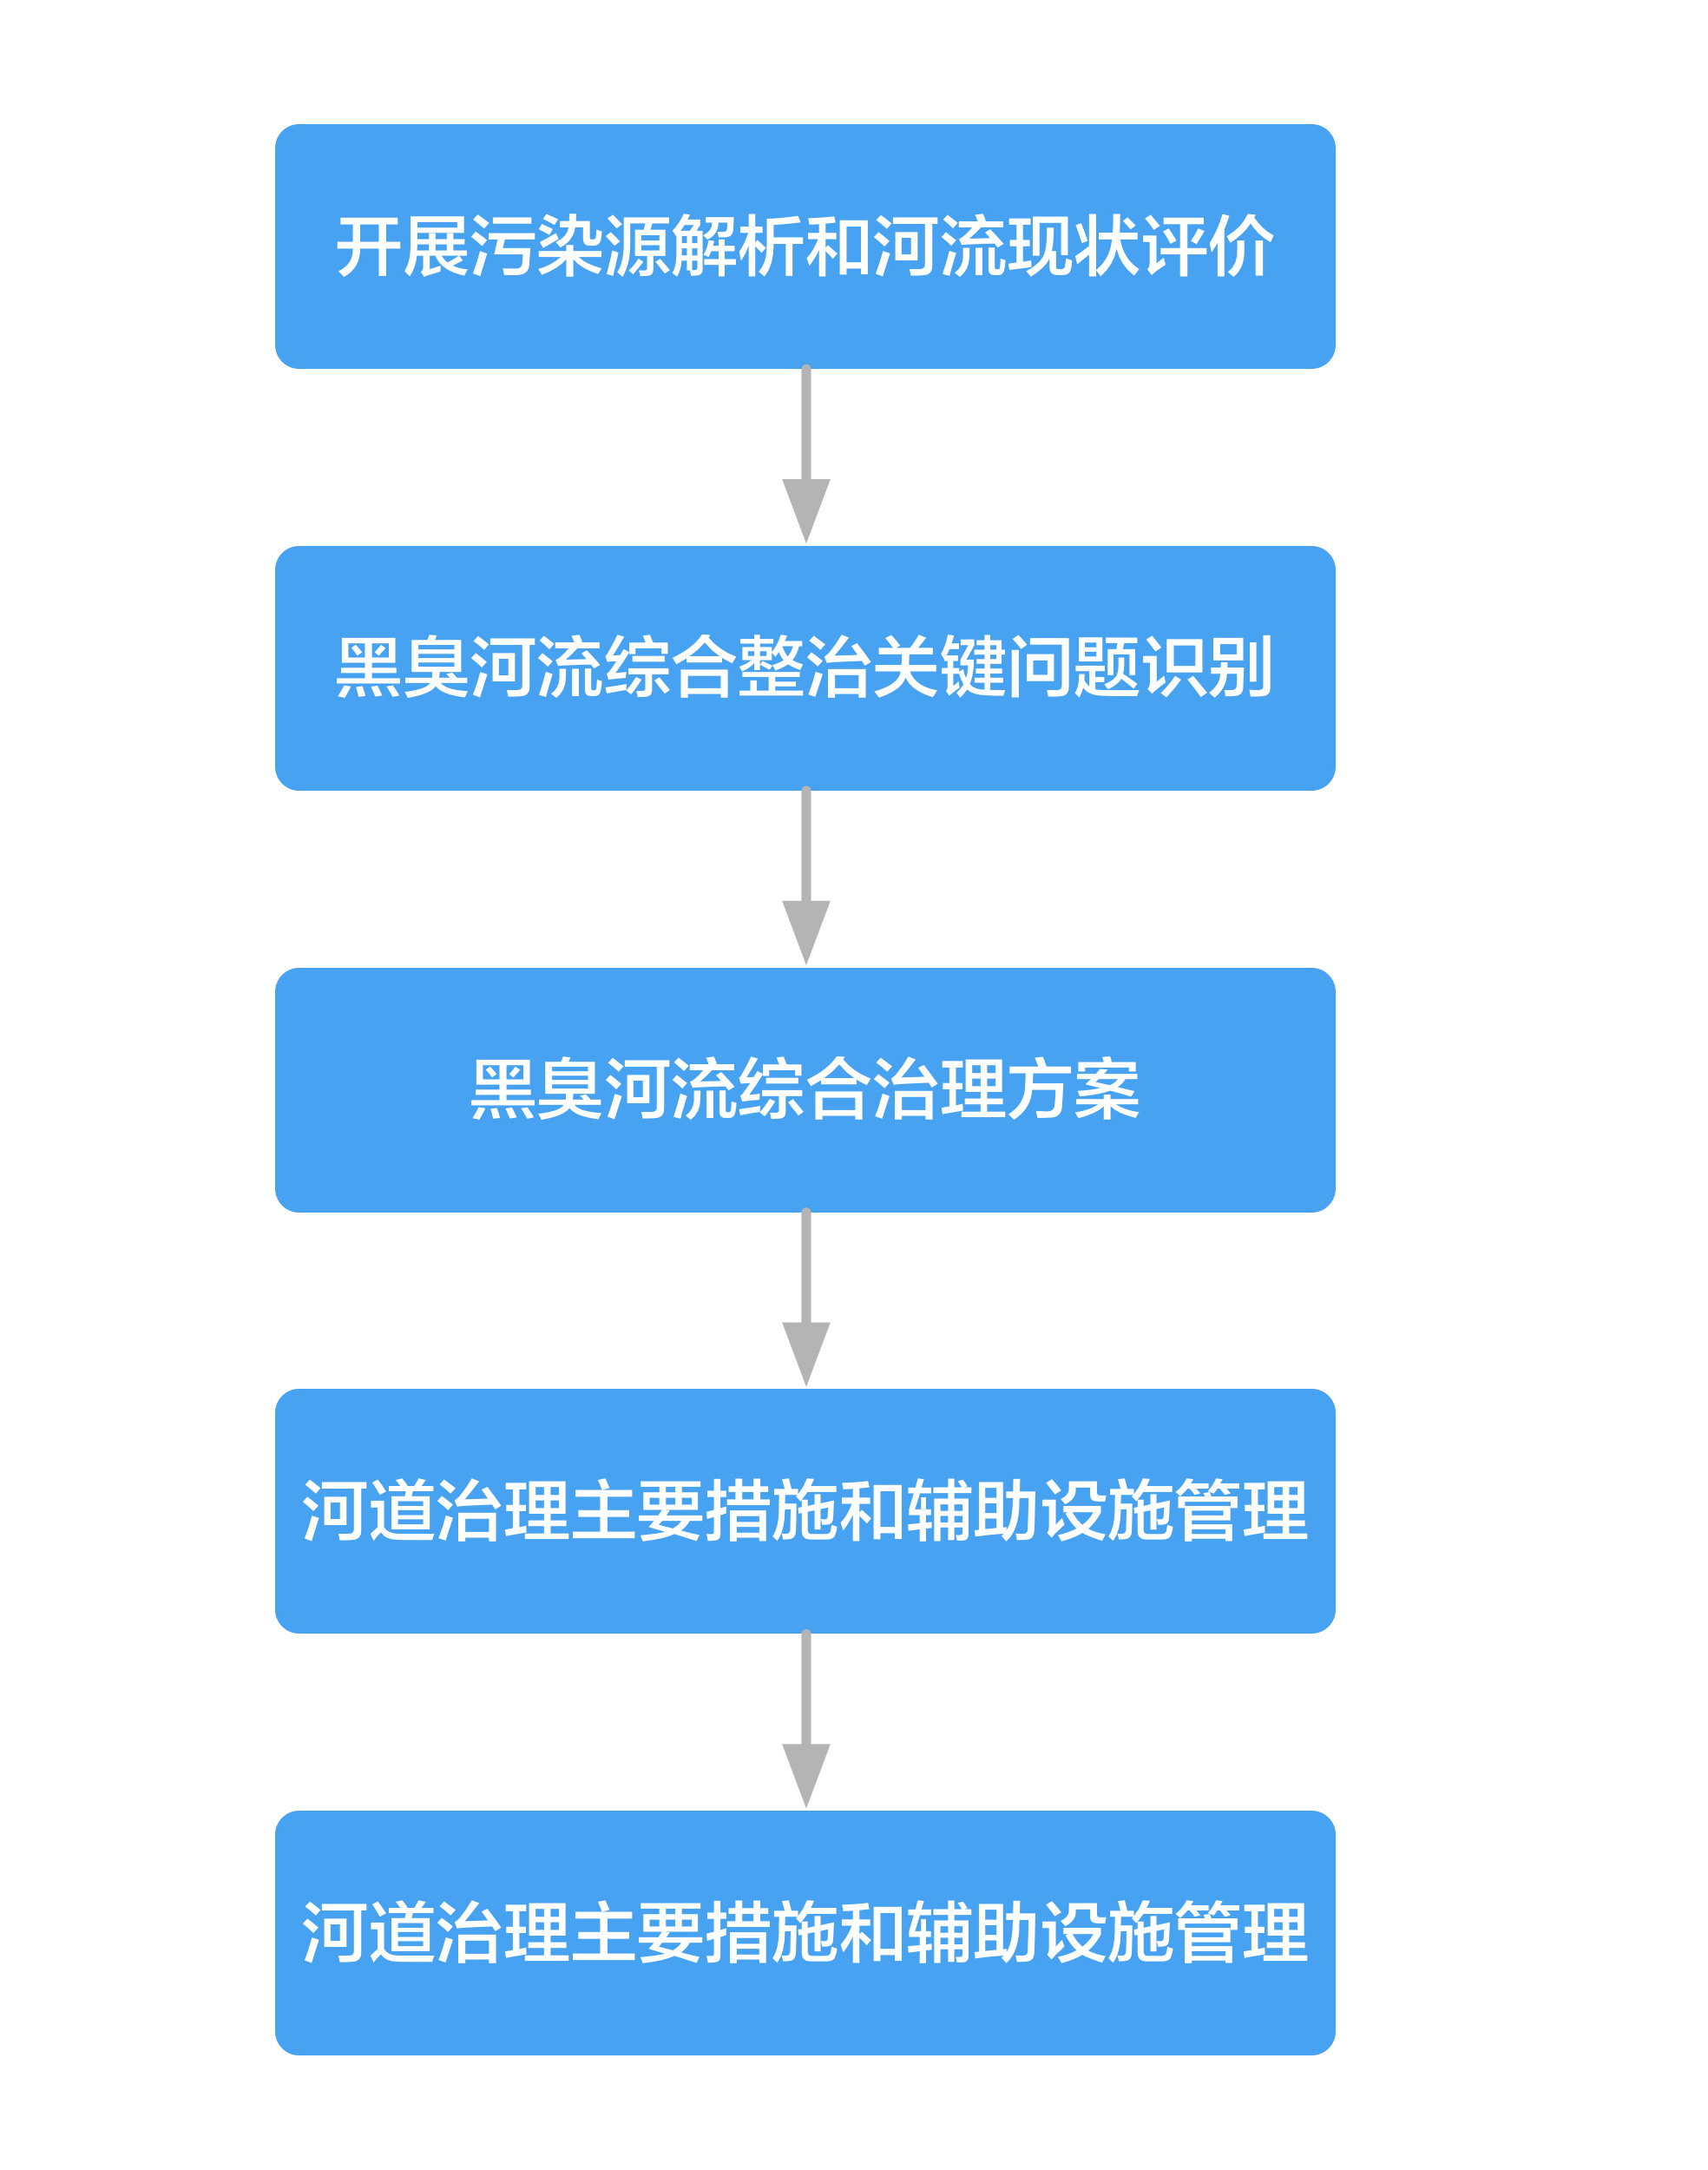 开展污染源解析和河流现状评价
黑臭河流综合整治关键问题识别
黑臭河流综合治理方案
河道治理主要措施和辅助设施管理
河道治理主要措施和辅助设施管理